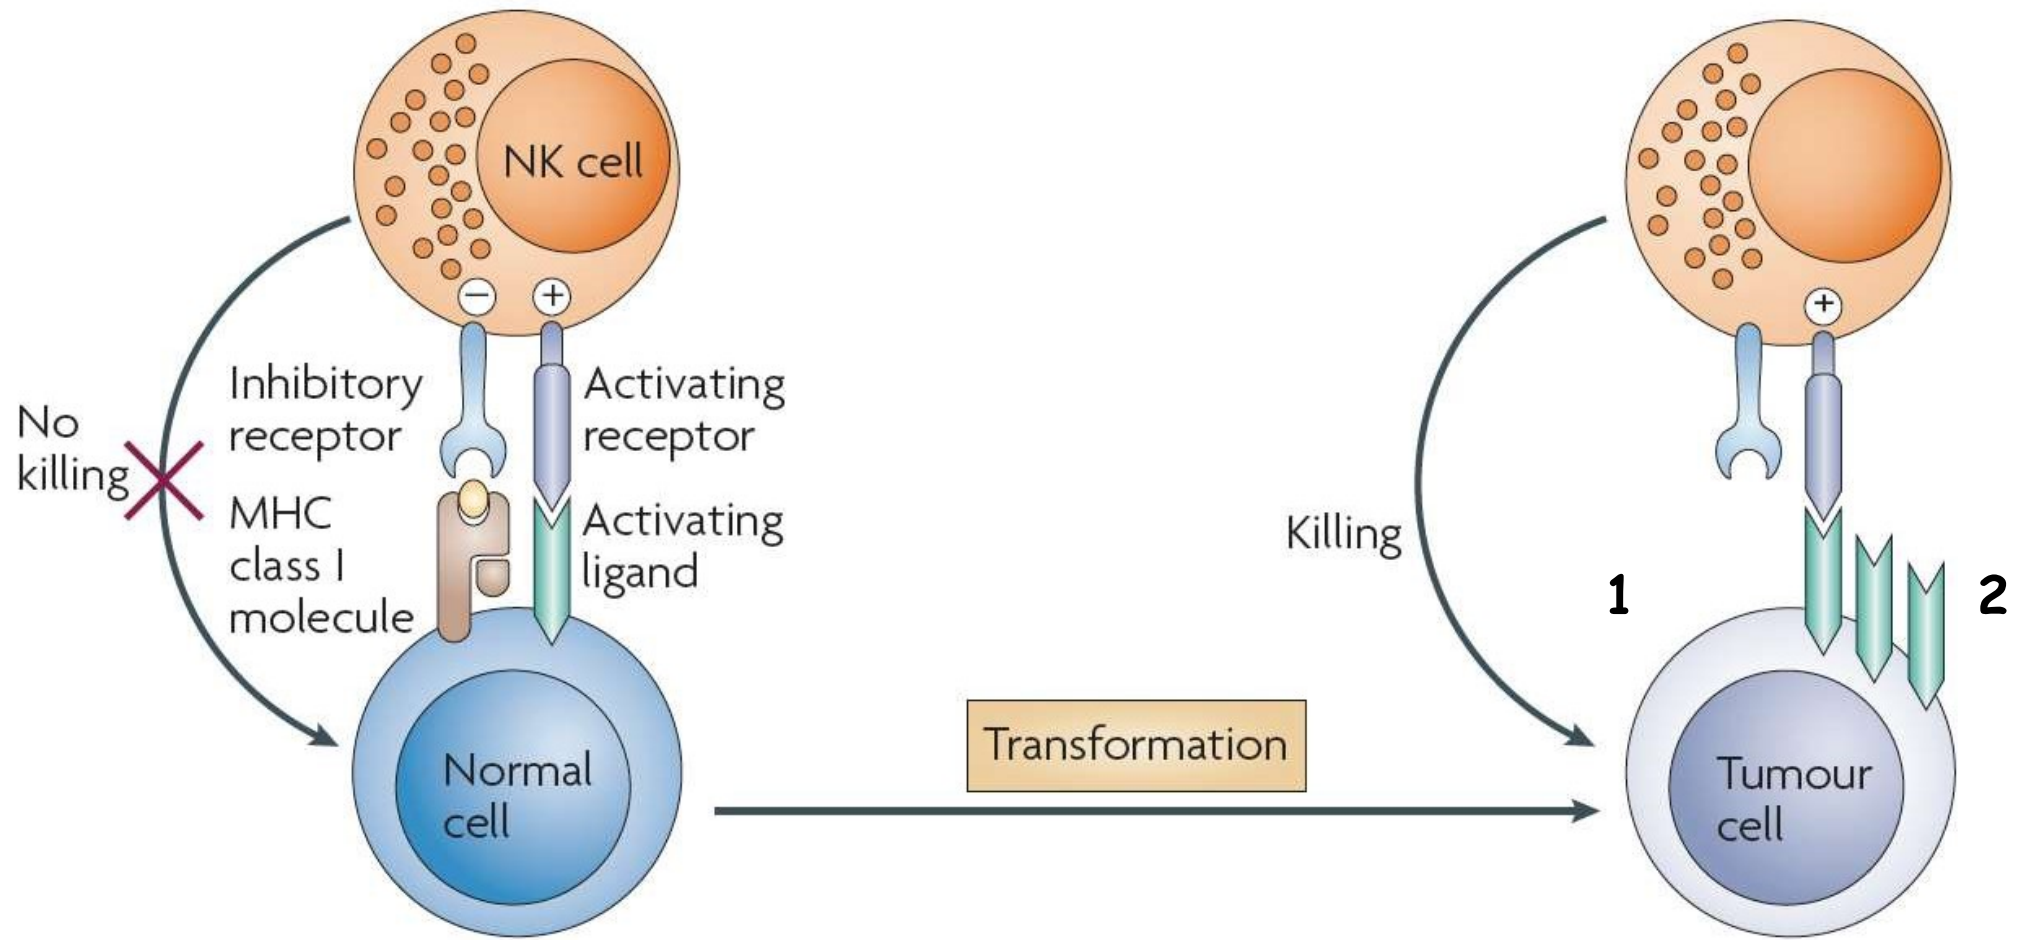 NK cell
−
+
Inhibitory
receptor
Activating
receptor
No
killing
MHC
class I
molecule
Activating
ligand
Normal
cell
Transformation
+
Killing
1
2
Tumour
cell